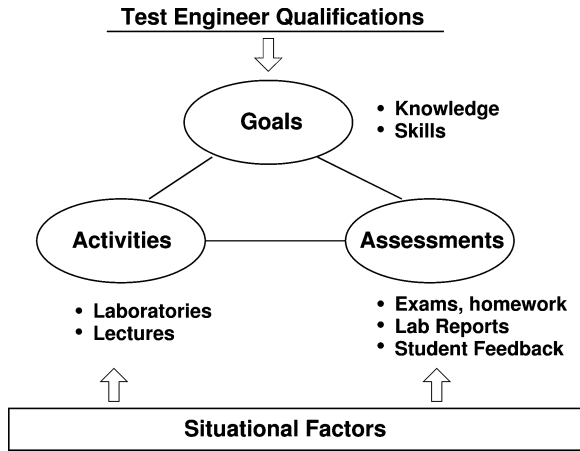 Test Engineer Qualifications
Goals
• Knowledge
• Skills
Activities
Assessments
• Laboratories
• Lectures
• Exams, homework
• Lab Reports
• Student Feedback
Situational Factors